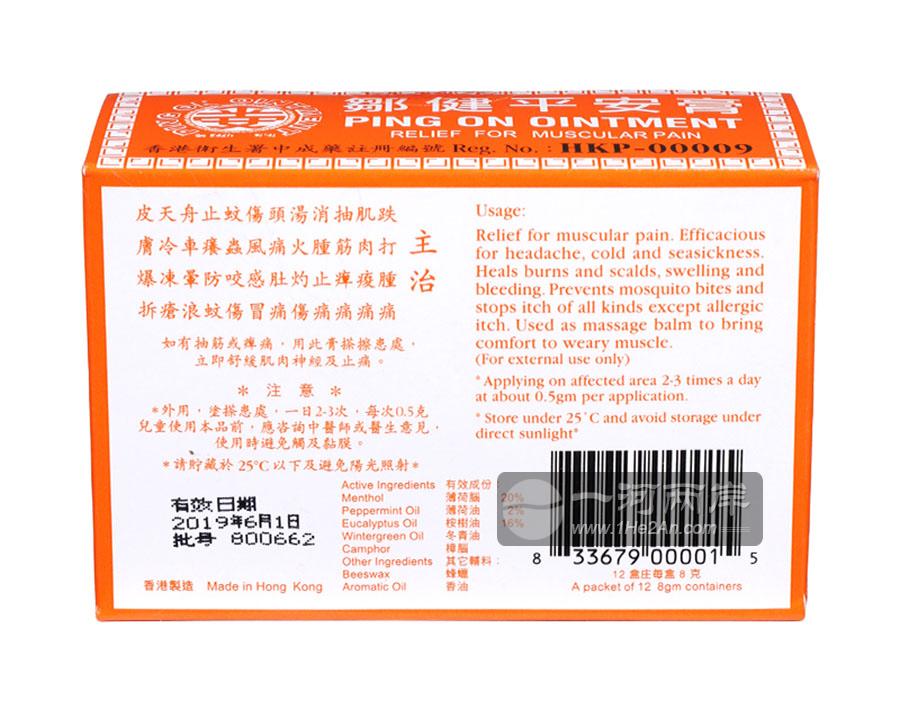 鄒健平安膏
PING ON OINTMENT
RELIEF FOR MUSCULAR PAIN
香港衛生署中成藥註冊編號 Reg. No. : HKP-00009
主治
跌打腫痛
肌肉痠痛
抽筋痺痛
消腫止痛
湯火灼傷
頭痛肚痛
傷風感冒
蚊蟲咬傷
止癢防蚊
舟車暈浪
天冷凍瘡
皮膚爆拆
如有抽筋或痺痛，用此膏搽擦患處，
立即舒緩肌肉神經及止痛。
* 注 意 *
*外用，塗搽患處，一日2-3次，每次0.5克
兒童使用本品前，應咨詢中醫師或醫生意見，
使用時避免觸及黏膜。
*請貯藏於 25°C 以下及避免陽光照射*
有效日期
2019年6月1日
批号 800662
香港製造 Made in Hong Kong
Usage:
Relief for muscular pain. Efficacious
for headache, cold and seasickness.
Heals burns and scalds, swelling and
bleeding. Prevents mosquito bites and
stops itch of all kinds except allergic
itch. Used as massage balm to bring
comfort to weary muscle.
(For external use only)
*Applying on affected area 2-3 times a day
at about 0.5gm per application.
*Store under 25°C and avoid storage under
direct sunlight*
Active Ingredients 有效成份：
Menthol 薄荷腦 20%
Peppermint Oil 薄荷油 12%
Eucalyptus Oil 桉樹油 16%
Wintergreen Oil 冬青油
Camphor 樟腦
Other Ingredients 其它輔料：
Beeswax 蜂蠟
Aromatic Oil 香油
一河两岸
www.1He2An.com
8 33679 00001 5
12 盒庄每盒 8 克
A packet of 12 8gm containers